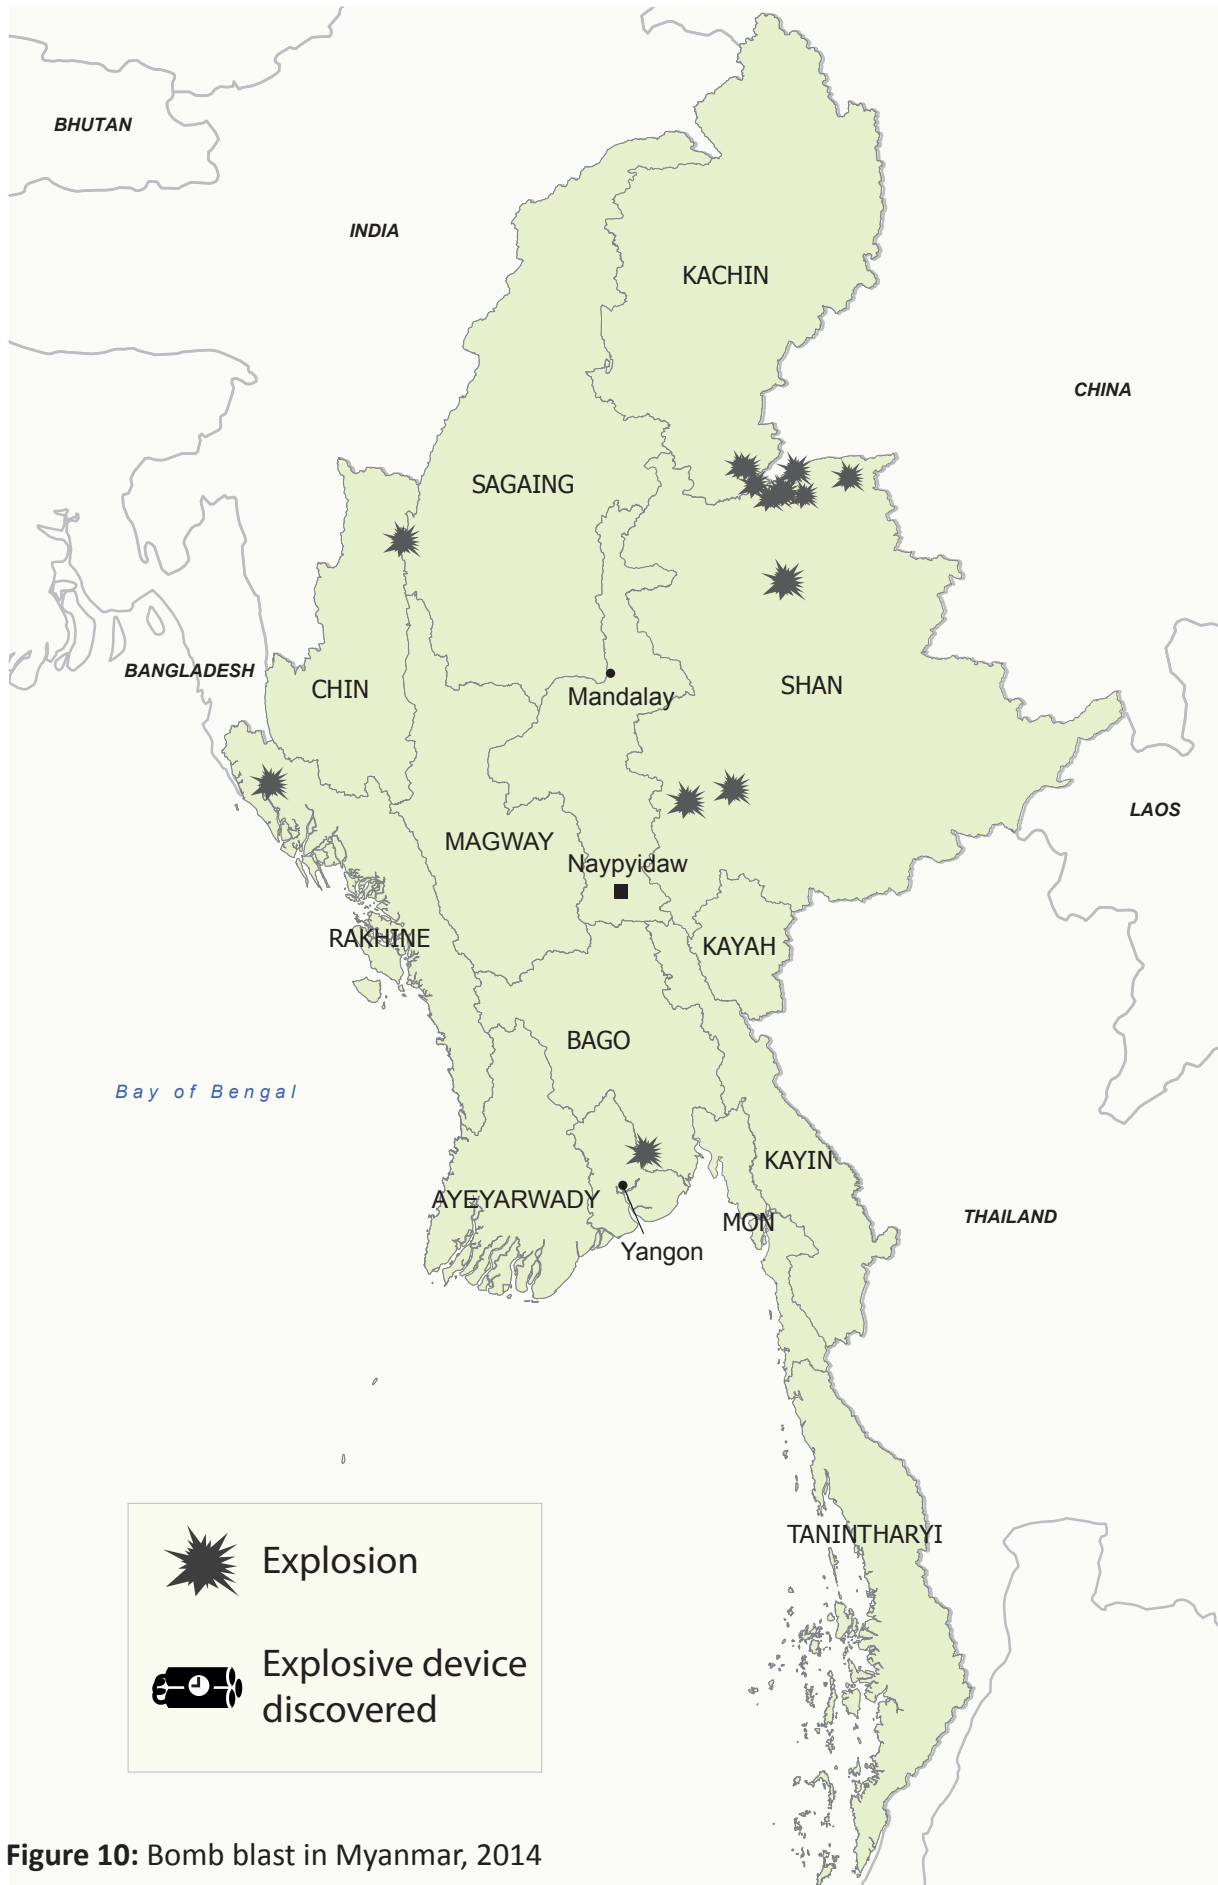 BHUTAN
INDIA
KACHIN
CHINA
SAGAING
BANGLADESH
CHIN
Mandalay
SHAN
LAOS
MAGWAY
Naypyidaw
RAKHINE
KAYAH
BAGO
Bay of Bengal
KAYIN
AYEYARWADY
MON
THAILAND
Yangon
TANINTHARYI
Explosion
Explosive device
discovered
Figure 10: Bomb blast in Myanmar, 2014